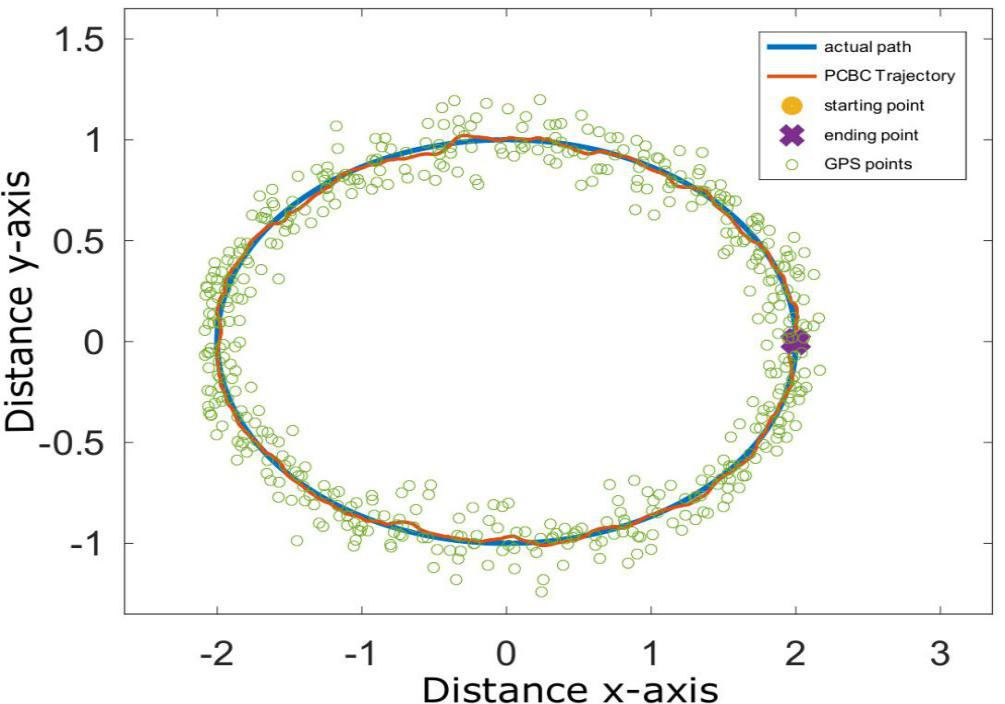 1.5
1
0.5
0
-0.5
-1
Distance y-axis
-2 -1 0 1 2 3
Distance x-axis
actual path
PCBC Trajectory
starting point
ending point
GPS points